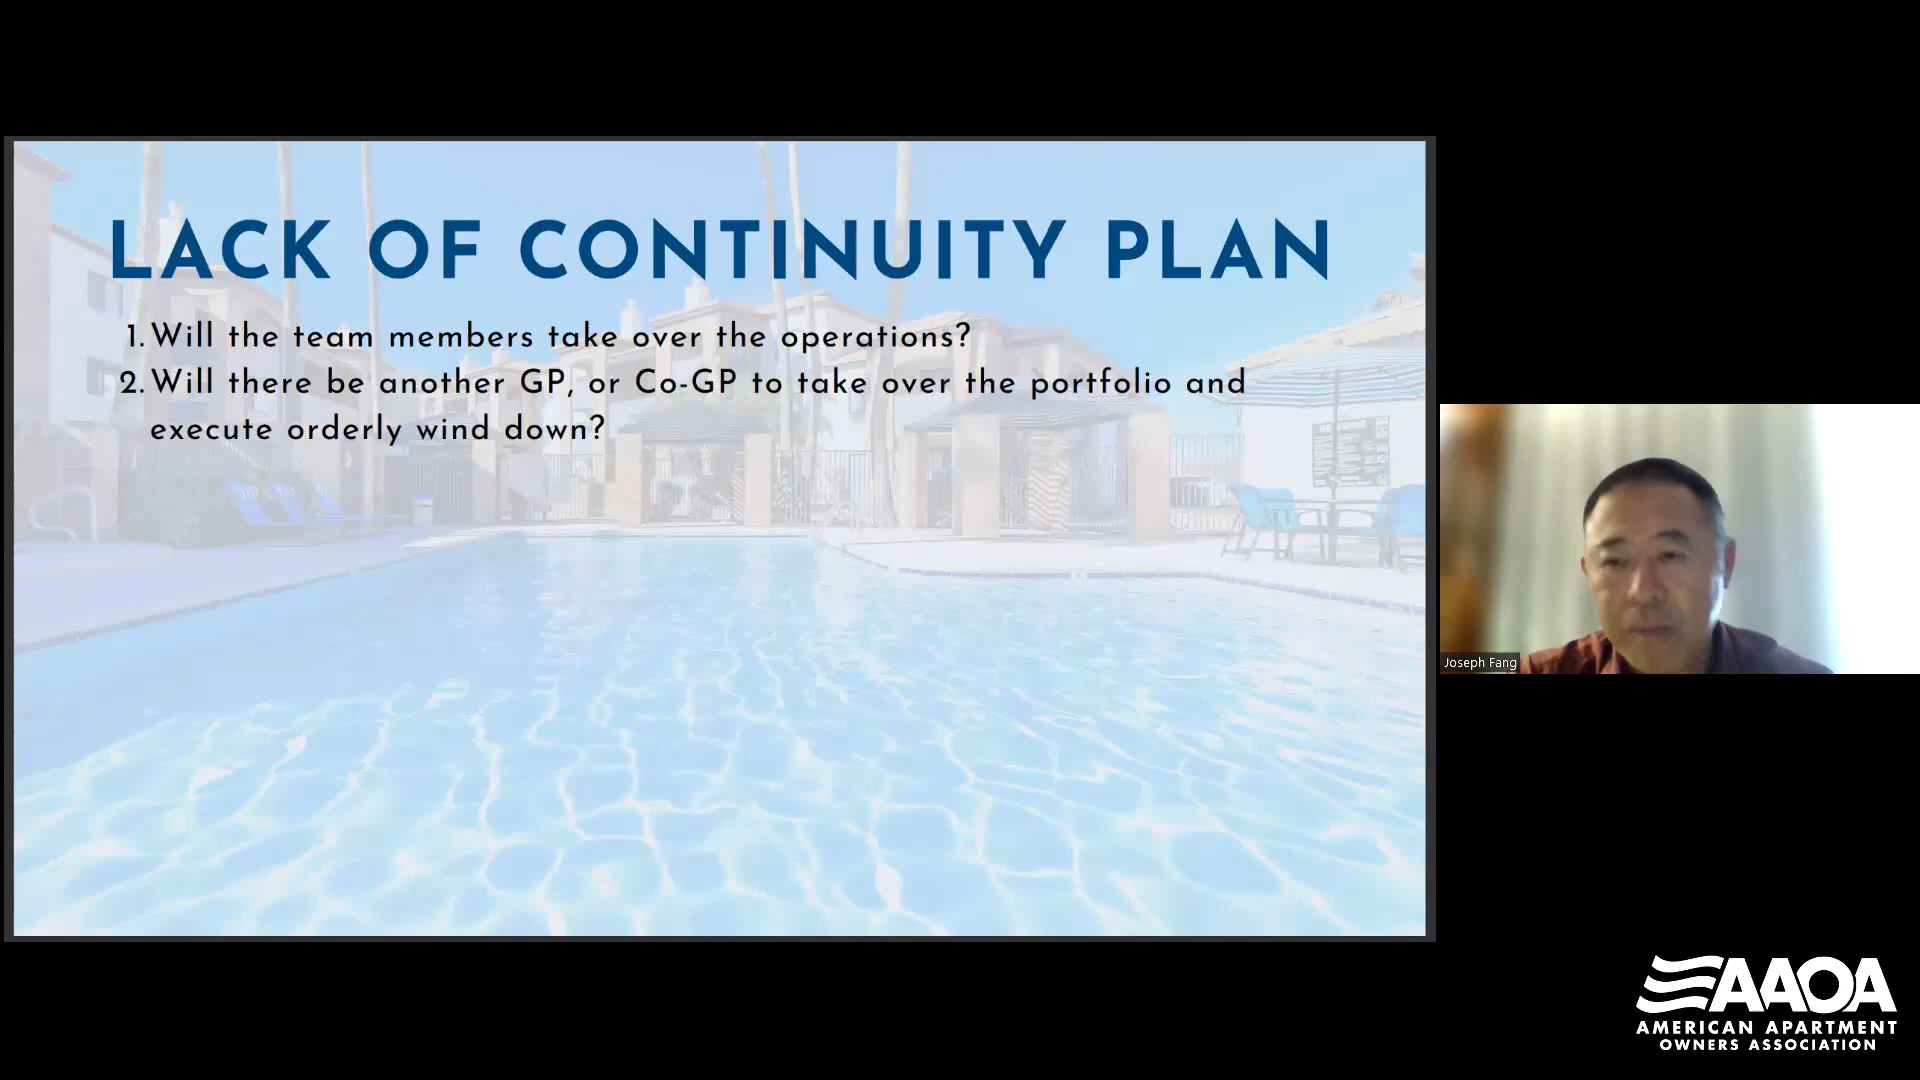 LACK OF CONTINUITY PLAN
1. Will the team members take over the operations?
2. Will there be another GP, or Co-GP to take over the portfolio and
execute orderly wind down?
Joseph Fang
AAOA
AMERICAN APARTMENT
OWNERS ASSOCIATION